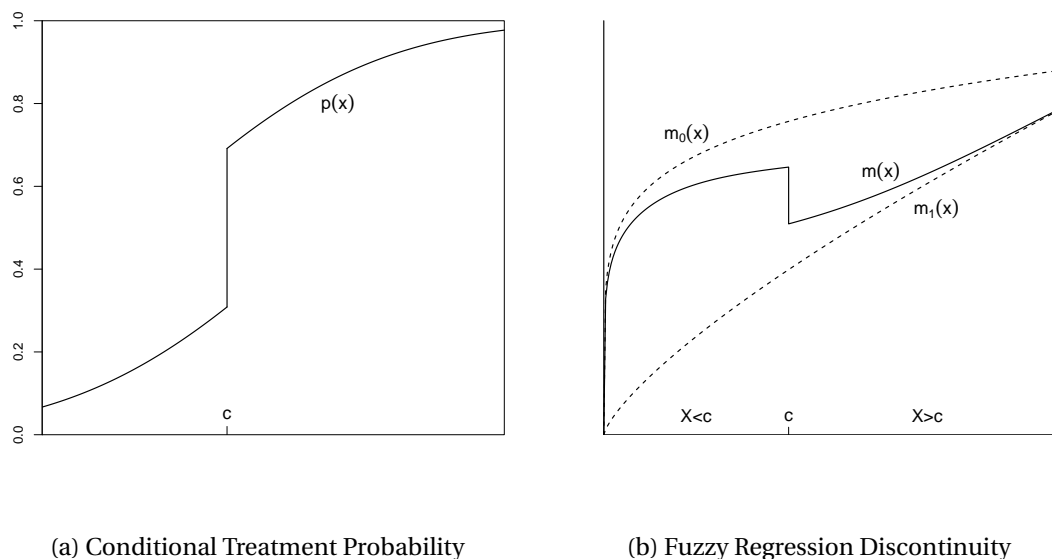 1.0
0.8
0.6
0.4
0.2
0.0
p(x)
c
m₀(x)
m(x)
m₁(x)
X<c
c
X>c
(a) Conditional Treatment Probability
(b) Fuzzy Regression Discontinuity